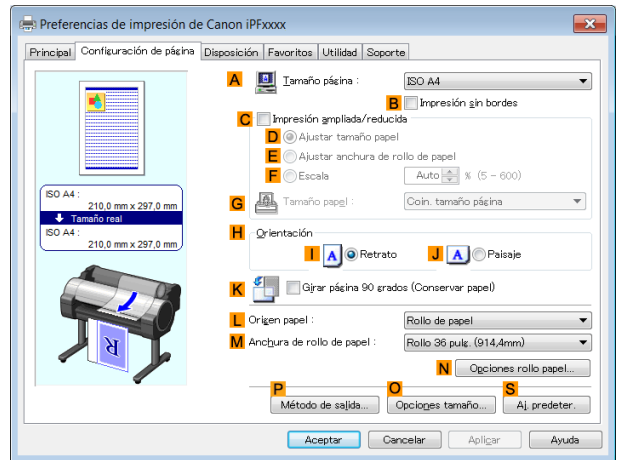 Preferencias de impresión de Canon iPFxxxx
Principal Configuración de página Disposición Favoritos Utilidad Soporte
A Tamaño página : ISO A4
B Impresión sin bordes
C Impresión ampliada/reducida
D Ajustar tamaño papel
E Ajustar anchura de rollo de papel
F Escala Auto % (5 - 600)
G Tamaño papel : Coin. tamaño página
ISO A4 :
210,0 mm x 297,0 mm
Tamaño real
ISO A4 :
210,0 mm x 297,0 mm
H Orientación
I A Retrato J A Paisaje
K Girar página 90 grados (Conservar papel)
L Origen papel : Rollo de papel
M Anchura de rollo de papel : Rollo 36 pulg. (914,4mm)
R
N Opciones rollo papel...
P O S
Método de salida... Opciones tamaño... Aj. predeter.
Aceptar Cancelar Aplicar Ayuda